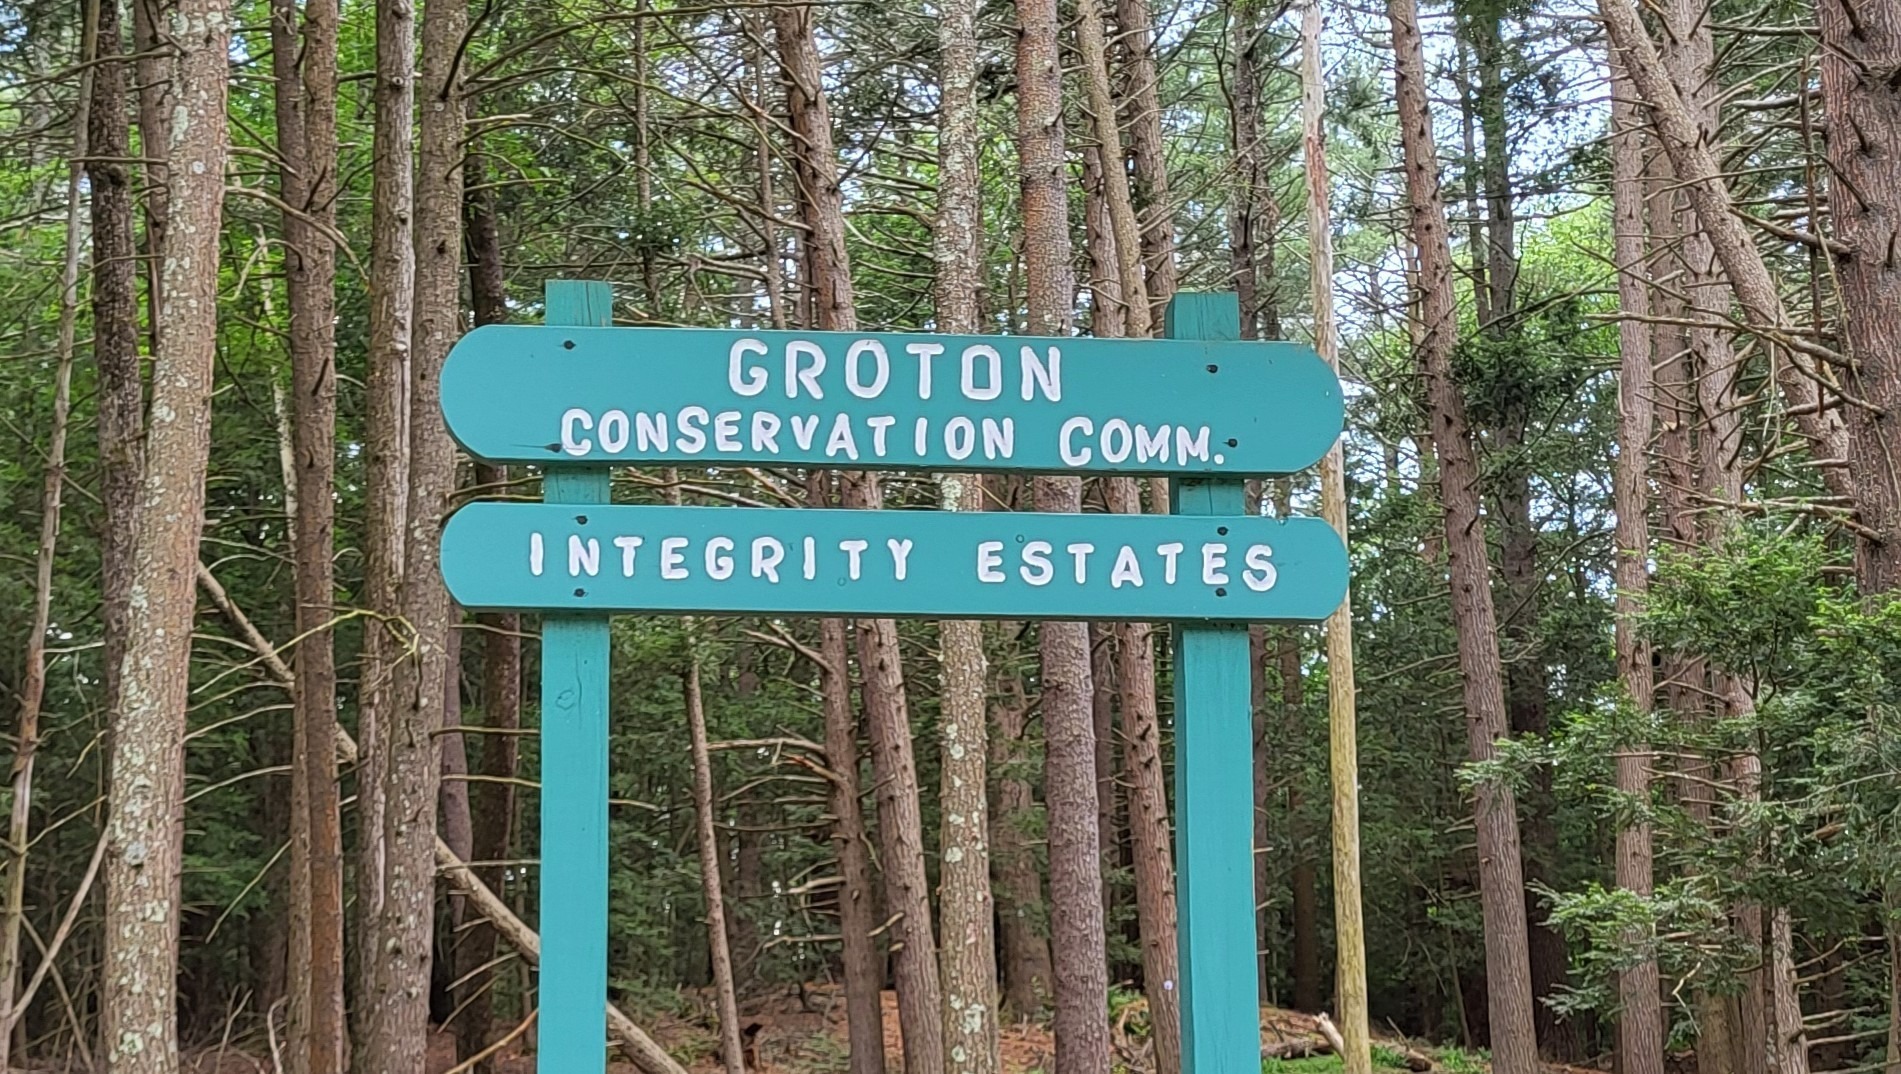 GROTON
CONSERVATION COMM.
INTEGRITY ESTATES